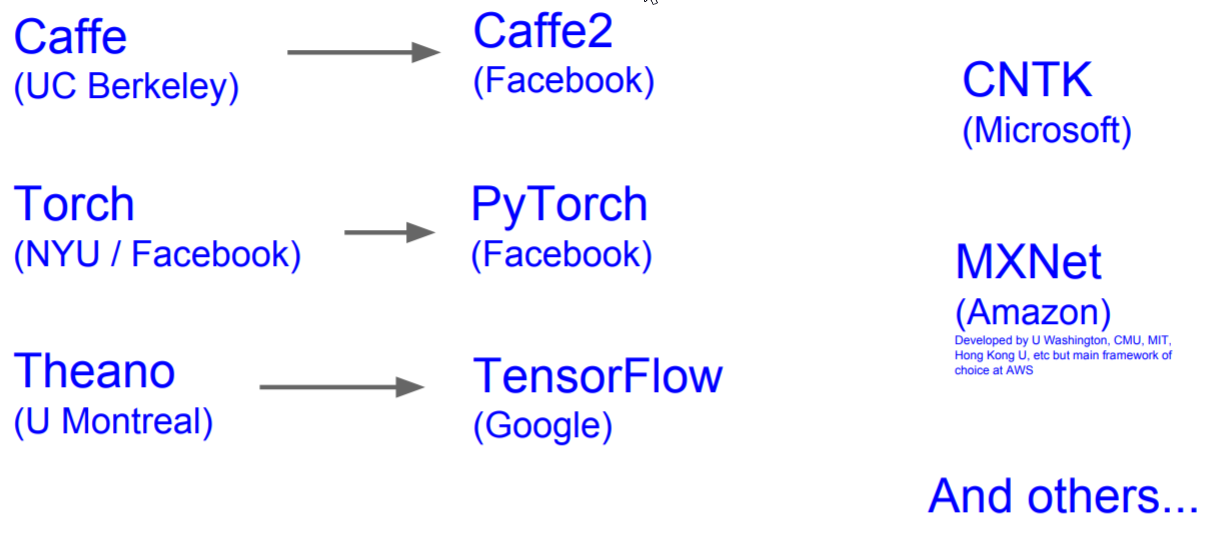 Caffe
(UC Berkeley)
Caffe2
(Facebook)
CNTK
(Microsoft)
Torch
(NYU / Facebook)
PyTorch
(Facebook)
MXNet
(Amazon)
Developed by U Washington, CMU, MIT,
Hong Kong U, etc but main framework of
choice at AWS
Theano
(U Montreal)
TensorFlow
(Google)
And others...